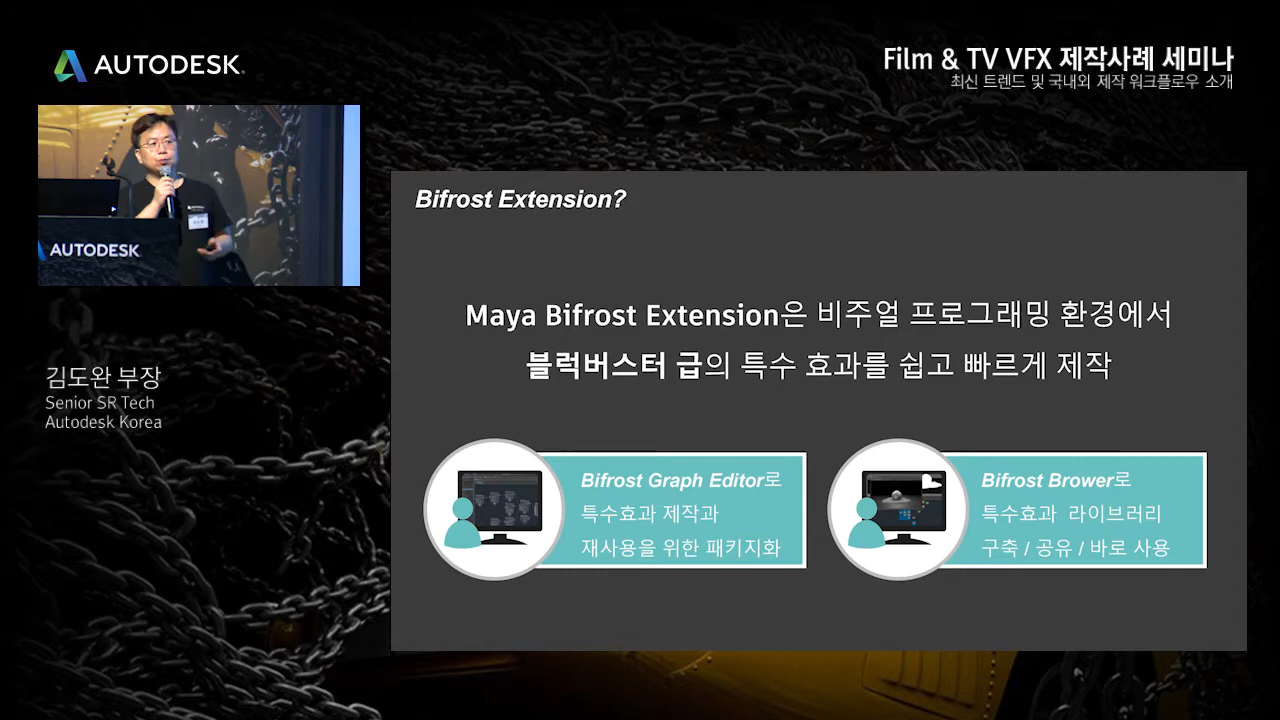 AUTODESK
Film & TV VFX 제작사례 세미나
최신 트렌드 및 국내외 제작 워크플로우 소개
AUTODESK
김도완 부장
Senior SR Tech
Autodesk Korea
Bifrost Extension?
Maya Bifrost Extension은 비주얼 프로그래밍 환경에서
블럭버스터 급의 특수 효과를 쉽고 빠르게 제작
Bifrost Graph Editor로
특수효과 제작과
재사용을 위한 패키지화
Bifrost Brower로
특수효과 라이브러리
구축 / 공유 / 바로 사용